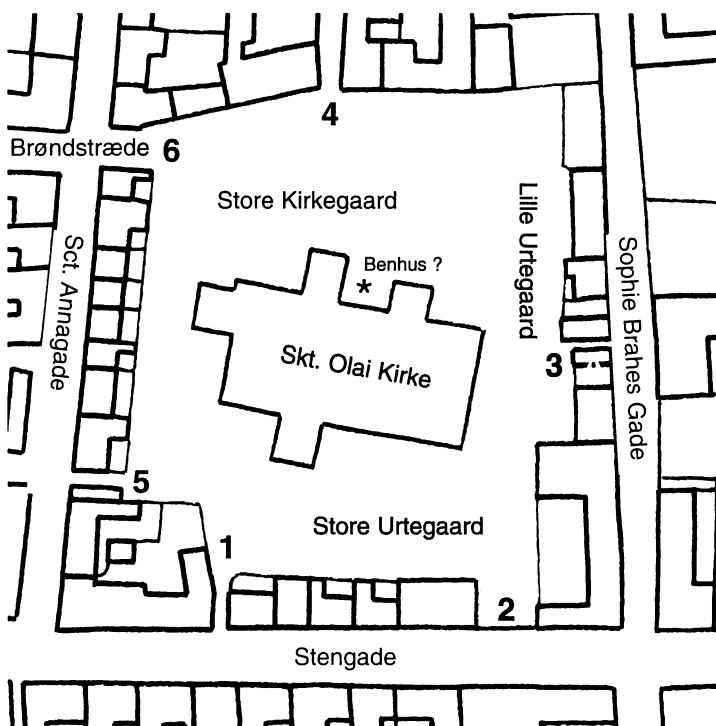 4
Brøndstræde 6
Store Kirkegaard
Lille Urtegaard
Sct. Annagade
Sophie Brahes Gade
Benhus ?
*
Skt. Olai Kirke
3
5
Store Urtegaard
1
2
Stengade